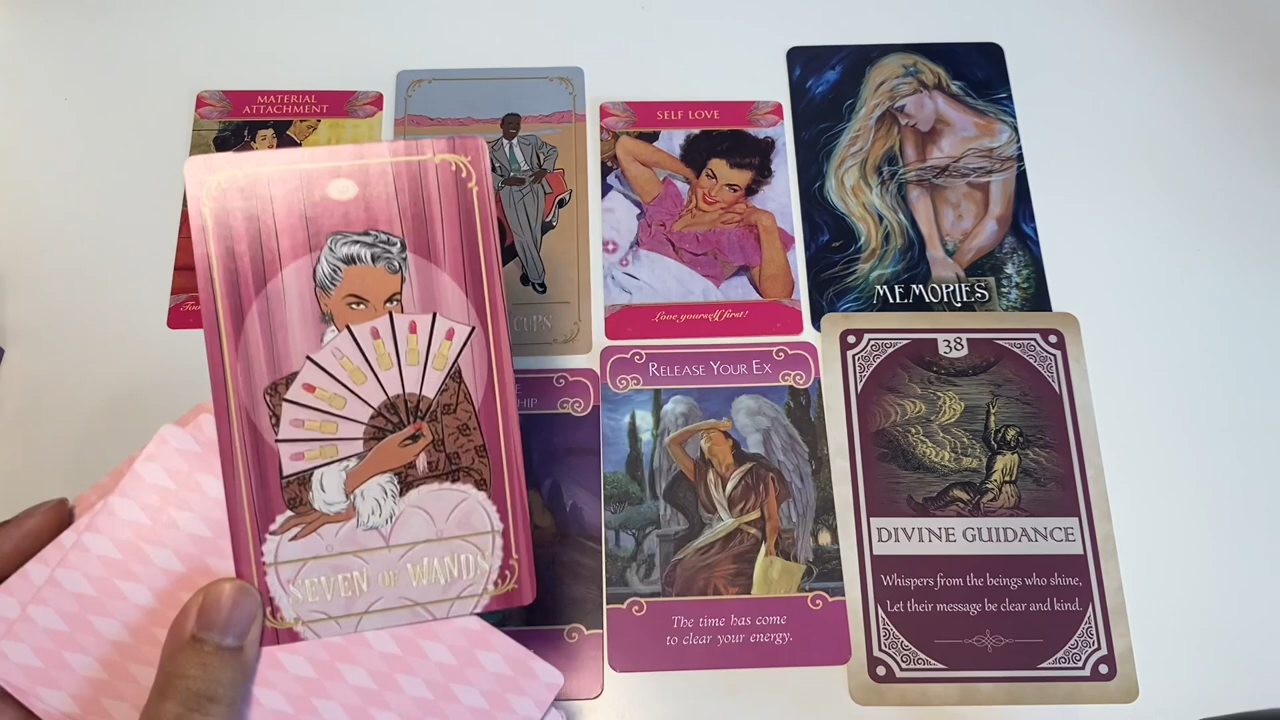 MATERIAL
ATTACHMENT
CUPS
SELF LOVE
Love yourself first!
MEMORIES
SEVEN OF WANDS
HIP
RELEASE YOUR EX
The time has come
to clear your energy.
38
DIVINE GUIDANCE
Whispers from the beings who shine,
Let their message be clear and kind.